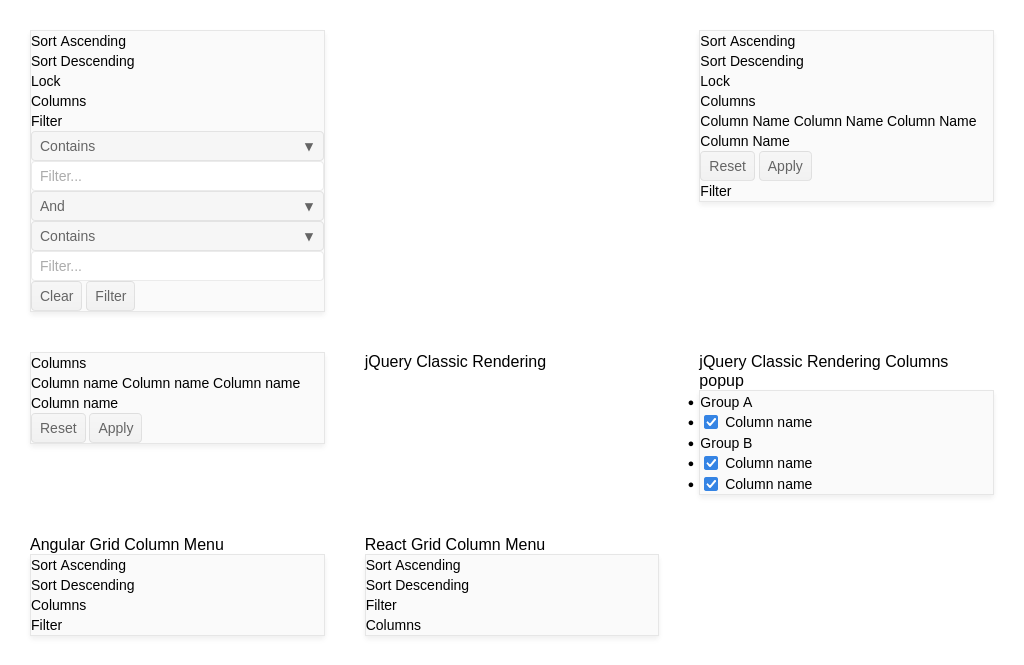 Sort Ascending
Sort Descending
Lock
Columns
Filter
Contains ▼
Filter...
And ▼
Contains ▼
Filter...
Clear Filter
Sort Ascending
Sort Descending
Lock
Columns
Column Name Column Name Column Name
Column Name
Reset Apply
Filter
Columns
Column name Column name Column name
Column name
Reset Apply
jQuery Classic Rendering
jQuery Classic Rendering Columns
popup
Group A
Column name
Group B
Column name
Column name
Angular Grid Column Menu
Sort Ascending
Sort Descending
Columns
Filter
React Grid Column Menu
Sort Ascending
Sort Descending
Filter
Columns